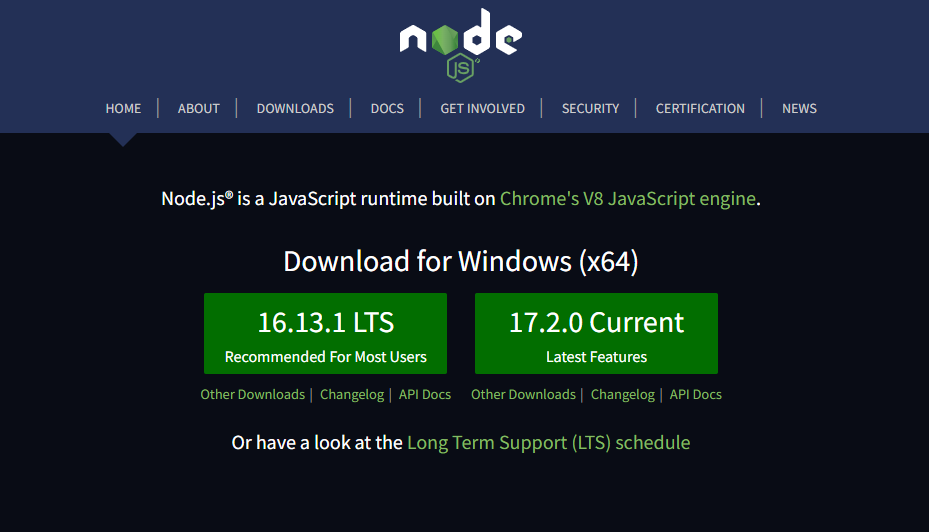 node
JS
HOME | ABOUT | DOWNLOADS | DOCS | GET INVOLVED | SECURITY | CERTIFICATION | NEWS
Node.js® is a JavaScript runtime built on Chrome's V8 JavaScript engine.
Download for Windows (x64)
16.13.1 LTS 17.2.0 Current
Recommended For Most Users Latest Features
Other Downloads | Changelog | API Docs Other Downloads | Changelog | API Docs
Or have a look at the Long Term Support (LTS) schedule